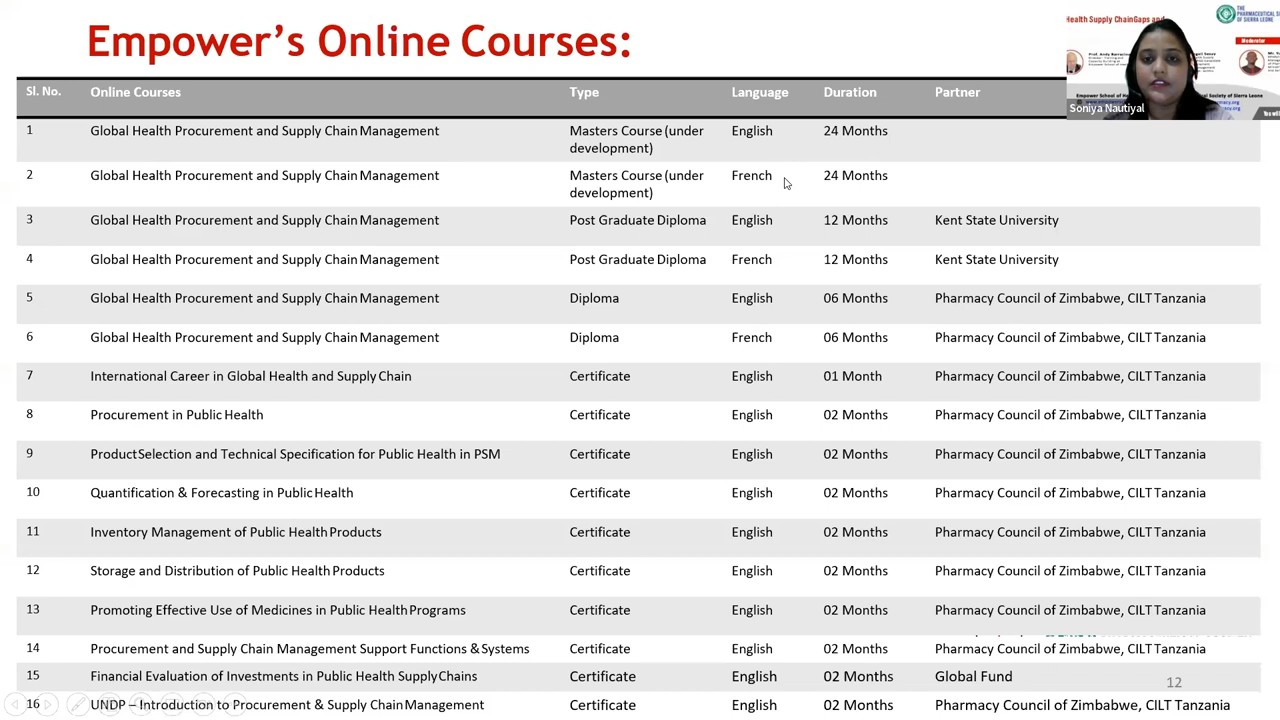 Empower's Online Courses:
Health Supply Chain Gaps and
THE PHARMACEUTICAL
OF SIERRA LEONE
Moderator
Soniya Nautiyal
Sl. No. Online Courses Type Language Duration Partner
1 Global Health Procurement and Supply Chain Management Masters Course (under development) English 24 Months
2 Global Health Procurement and Supply Chain Management Masters Course (under development) French 24 Months
3 Global Health Procurement and Supply Chain Management Post Graduate Diploma English 12 Months Kent State University
4 Global Health Procurement and Supply Chain Management Post Graduate Diploma French 12 Months Kent State University
5 Global Health Procurement and Supply Chain Management Diploma English 06 Months Pharmacy Council of Zimbabwe, CILT Tanzania
6 Global Health Procurement and Supply Chain Management Diploma French 06 Months Pharmacy Council of Zimbabwe, CILT Tanzania
7 International Career in Global Health and Supply Chain Certificate English 01 Month Pharmacy Council of Zimbabwe, CILT Tanzania
8 Procurement in Public Health Certificate English 02 Months Pharmacy Council of Zimbabwe, CILT Tanzania
9 Product Selection and Technical Specification for Public Health in PSM Certificate English 02 Months Pharmacy Council of Zimbabwe, CILT Tanzania
10 Quantification & Forecasting in Public Health Certificate English 02 Months Pharmacy Council of Zimbabwe, CILT Tanzania
11 Inventory Management of Public Health Products Certificate English 02 Months Pharmacy Council of Zimbabwe, CILT Tanzania
12 Storage and Distribution of Public Health Products Certificate English 02 Months Pharmacy Council of Zimbabwe, CILT Tanzania
13 Promoting Effective Use of Medicines in Public Health Programs Certificate English 02 Months Pharmacy Council of Zimbabwe, CILT Tanzania
14 Procurement and Supply Chain Management Support Functions & Systems Certificate English 02 Months Pharmacy Council of Zimbabwe, CILT Tanzania
15 Financial Evaluation of Investments in Public Health Supply Chains Certificate English 02 Months Global Fund
12
16 UNDP – Introduction to Procurement & Supply Chain Management Certificate English 02 Months Pharmacy Council of Zimbabwe, CILT Tanzania